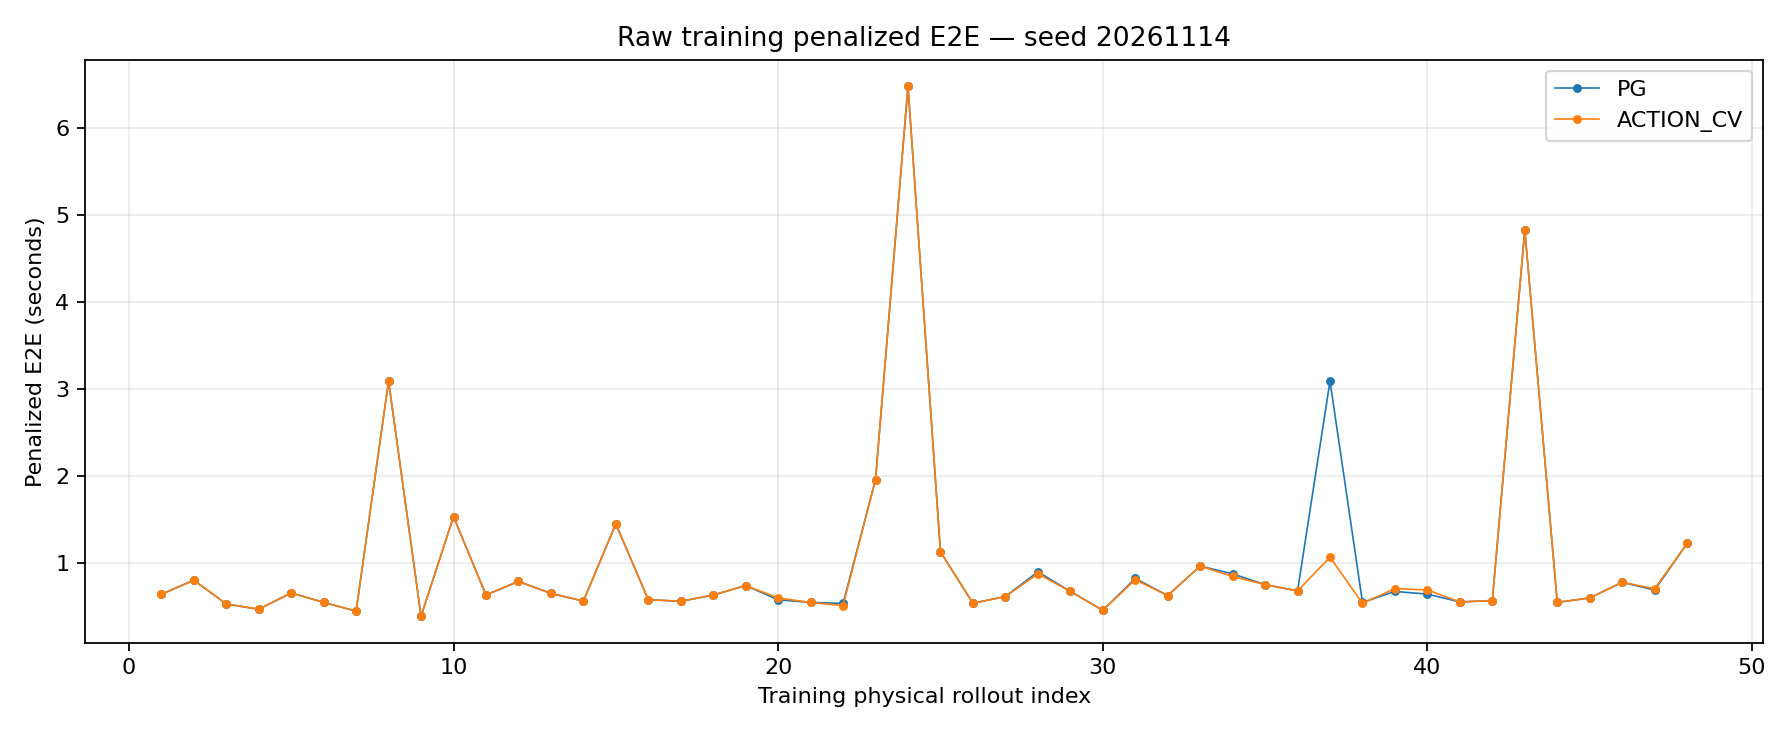 Raw training penalized E2E — seed 20261114
PG
ACTION_CV
Penalized E2E (seconds)
6
5
4
3
2
1
0 10 20 30 40 50
Training physical rollout index